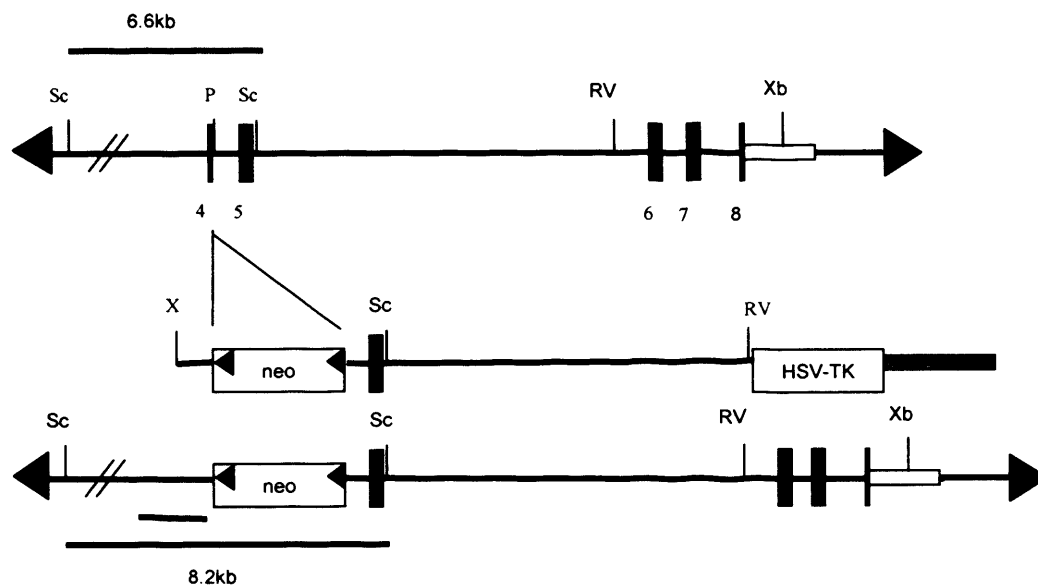 6.6kb
Sc P Sc RV Xb
4 5 6 7 8
X Sc RV
neo HSV-TK
Sc Sc RV Xb
neo
8.2kb